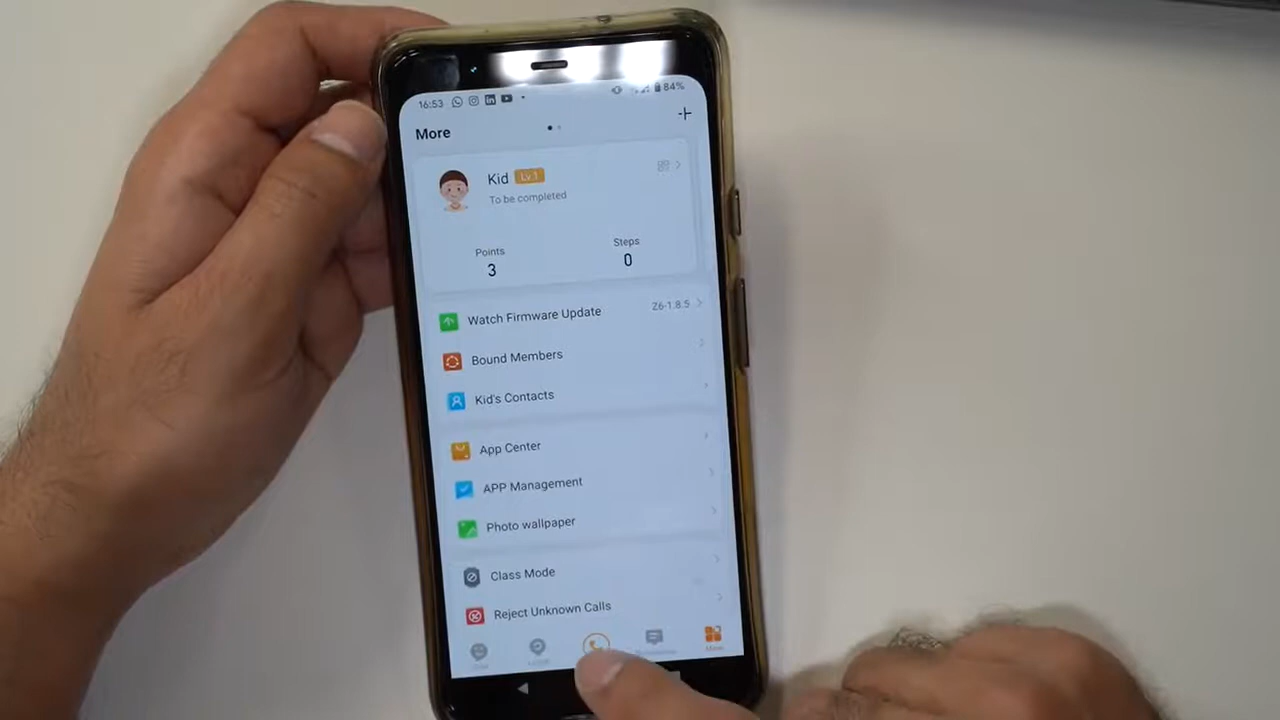 16:53 84%
More
Kid Lv.1
To be completed
Points Steps
3 0
Watch Firmware Update Z6-1.8.5
Bound Members
Kid's Contacts
App Center
APP Management
Photo wallpaper
Class Mode
Reject Unknown Calls
More